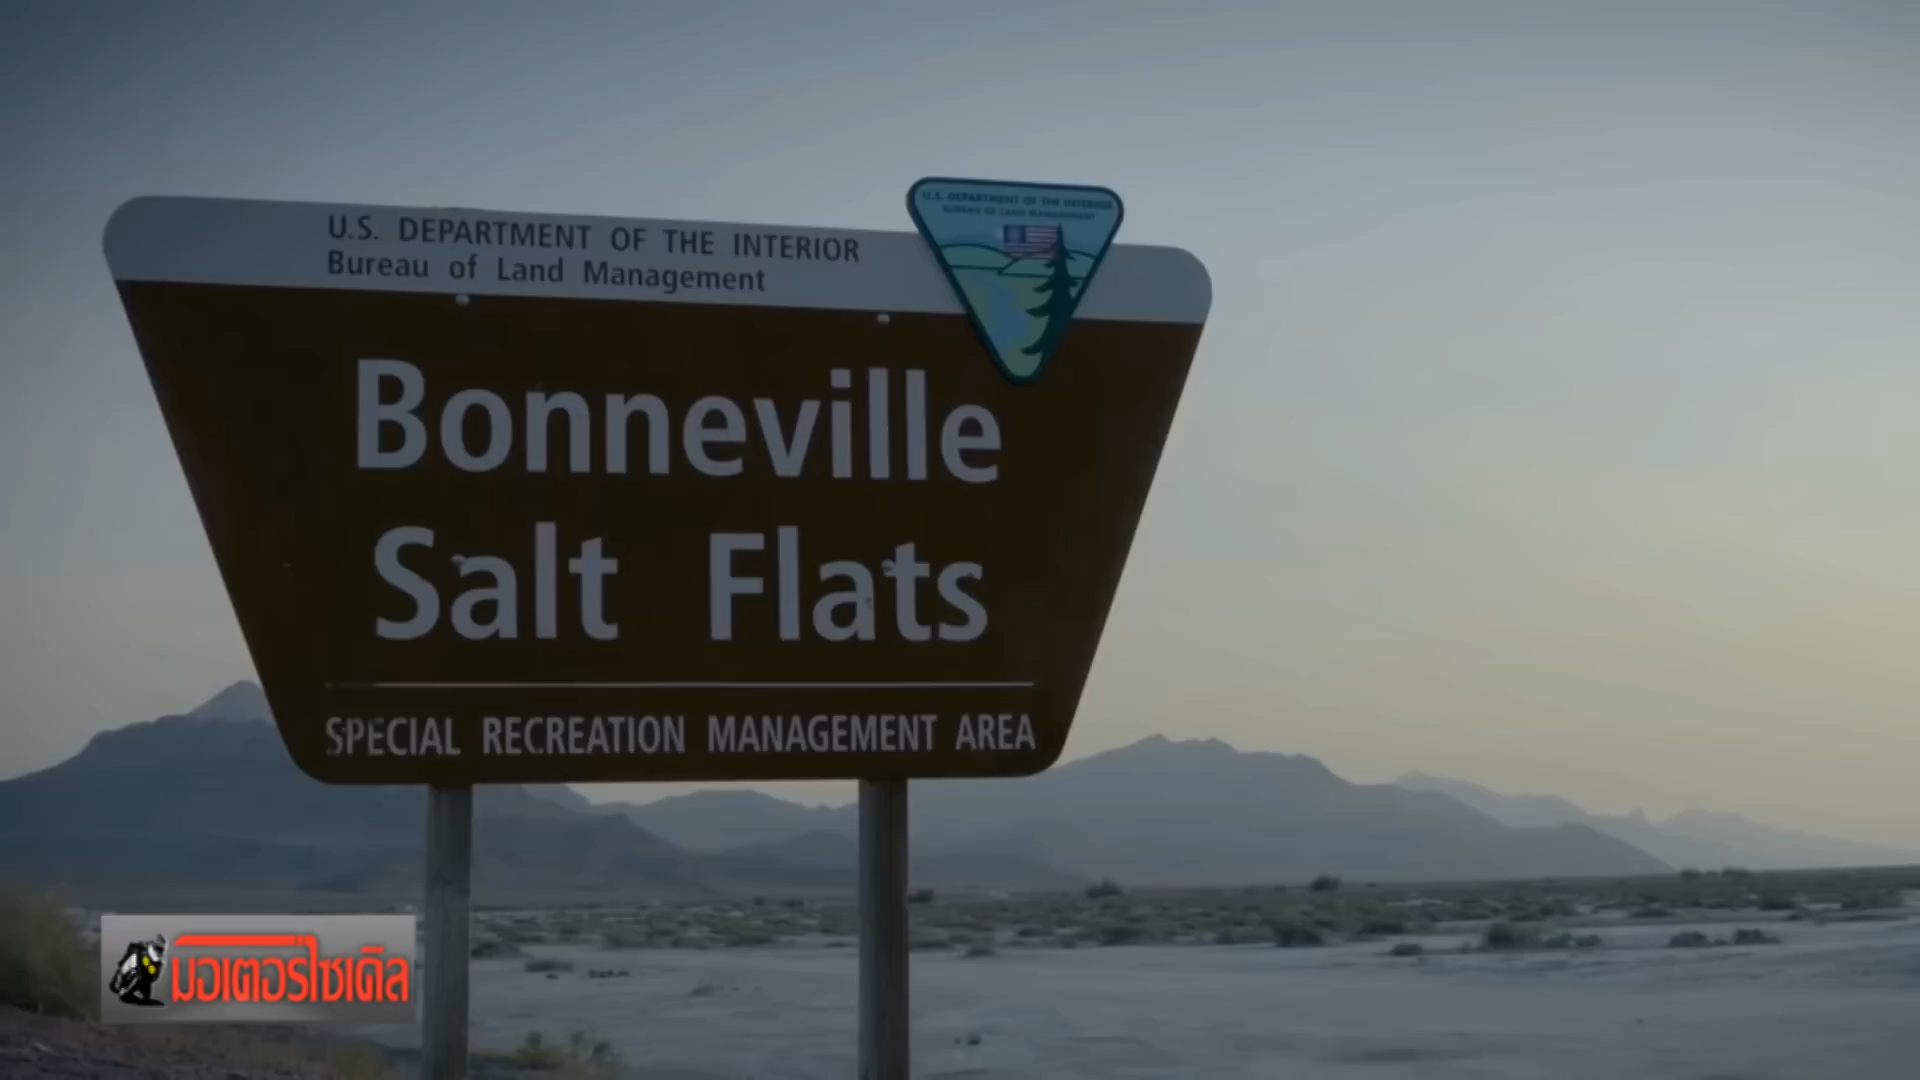 U.S. DEPARTMENT OF THE INTERIOR
BUREAU OF LAND MANAGEMENT
U.S. DEPARTMENT OF THE INTERIOR
Bureau of Land Management
Bonneville
Salt Flats
SPECIAL RECREATION MANAGEMENT AREA
มอเตอร์ไซเคิล